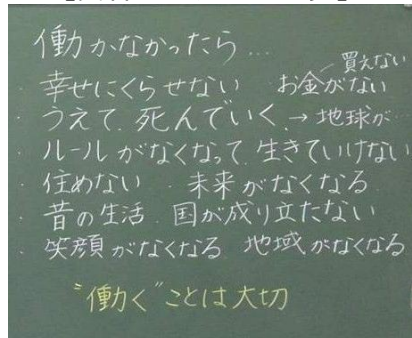 働かなかったら…
買えない
・幸せにくらせない お金がない
・うえて、死んでいく→地球が…
・ルールがなくなって生きていけない
・住めない ・未来がなくなる
・昔の生活 国が成り立たない
・笑顔がなくなる 地域がなくなる
"働く"ことは大切